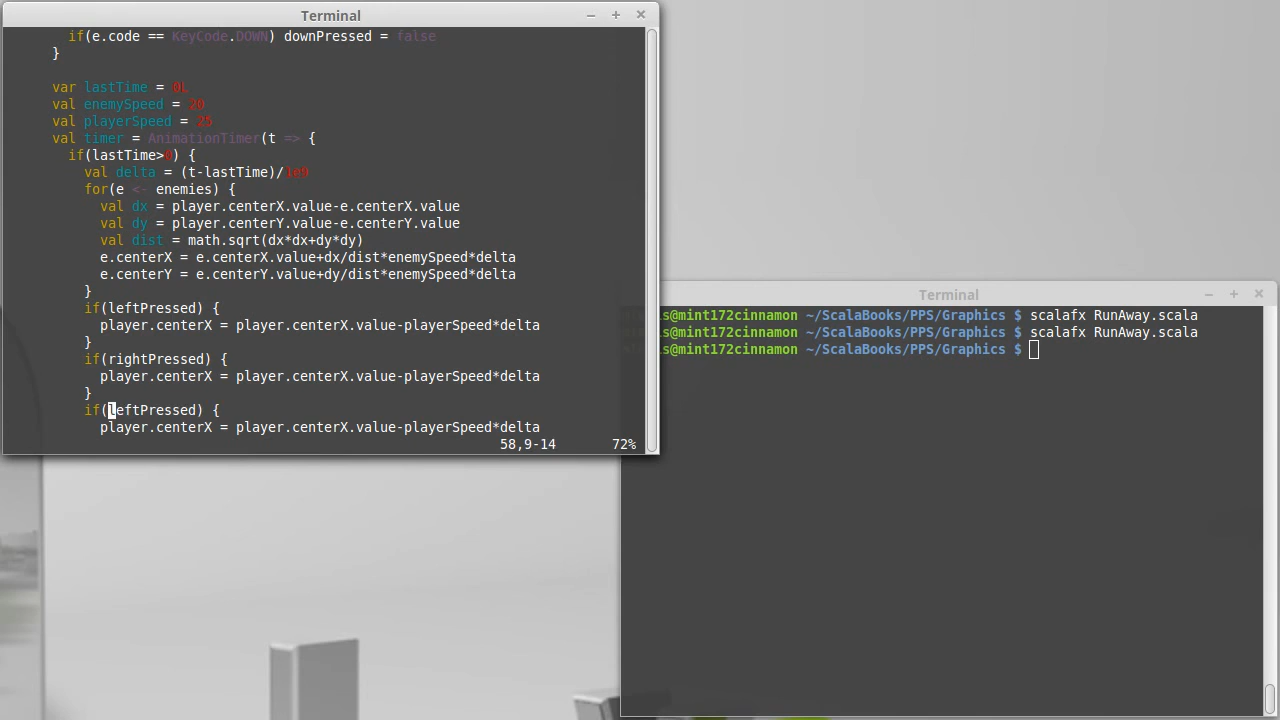 Terminal
if(e.code == KeyCode.DOWN) downPressed = false
}
var lastTime = 0L
val enemySpeed = 20
val playerSpeed = 25
val timer = AnimationTimer(t => {
if(lastTime>0) {
val delta = (t-lastTime)/1e9
for(e <- enemies) {
val dx = player.centerX.value-e.centerX.value
val dy = player.centerY.value-e.centerY.value
val dist = math.sqrt(dx*dx+dy*dy)
e.centerX = e.centerX.value+dx/dist*enemySpeed*delta
e.centerY = e.centerY.value+dy/dist*enemySpeed*delta
}
if(leftPressed) {
player.centerX = player.centerX.value-playerSpeed*delta
}
if(rightPressed) {
player.centerX = player.centerX.value-playerSpeed*delta
}
if(leftPressed) {
player.centerX = player.centerX.value-playerSpeed*delta
58,9-14 72%
Terminal
s@mint172cinnamon ~/ScalaBooks/PPS/Graphics $ scalafx RunAway.scala
s@mint172cinnamon ~/ScalaBooks/PPS/Graphics $ scalafx RunAway.scala
s@mint172cinnamon ~/ScalaBooks/PPS/Graphics $